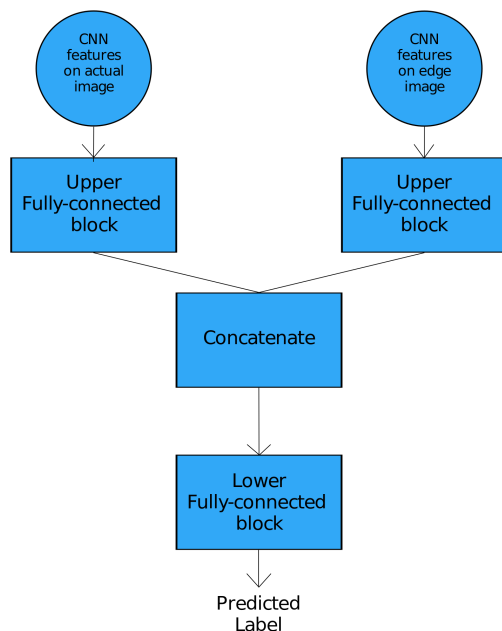 CNN
features
on actual
image
CNN
features
on edge
image
Upper
Fully-connected
block
Upper
Fully-connected
block
Concatenate
Lower
Fully-connected
block
Predicted
Label